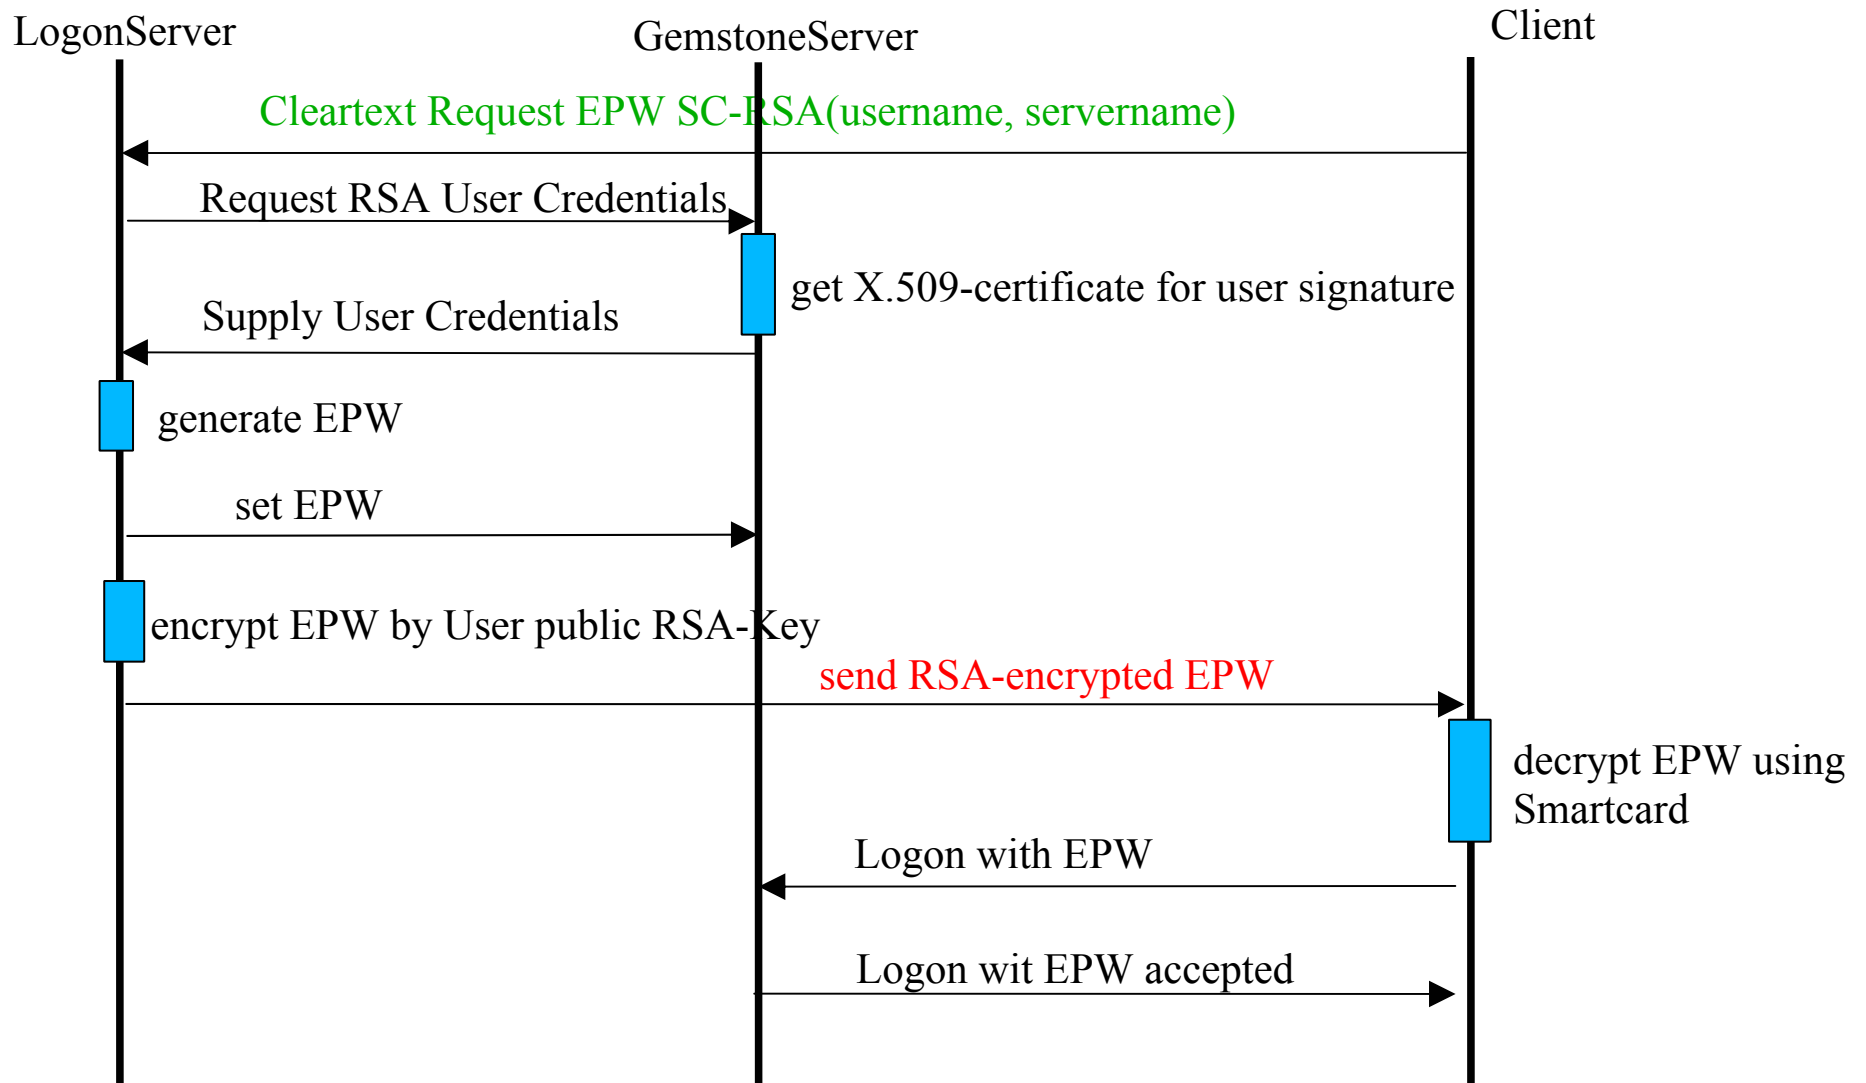 LogonServer
GemstoneServer
Client
Cleartext Request EPW SC-RSA(username, servername)
Request RSA User Credentials
get X.509-certificate for user signature
Supply User Credentials
generate EPW
set EPW
encrypt EPW by User public RSA-Key
send RSA-encrypted EPW
decrypt EPW using
Smartcard
Logon with EPW
Logon wit EPW accepted